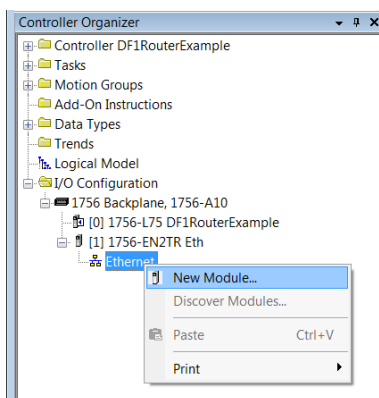 Controller Organizer
Controller DF1RouterExample
Tasks
Motion Groups
Add-On Instructions
Data Types
Trends
Logical Model
I/O Configuration
1756 Backplane, 1756-A10
[0] 1756-L75 DF1RouterExample
[1] 1756-EN2TR Eth
Ethernet
New Module...
Discover Modules...
Paste Ctrl+V
Print